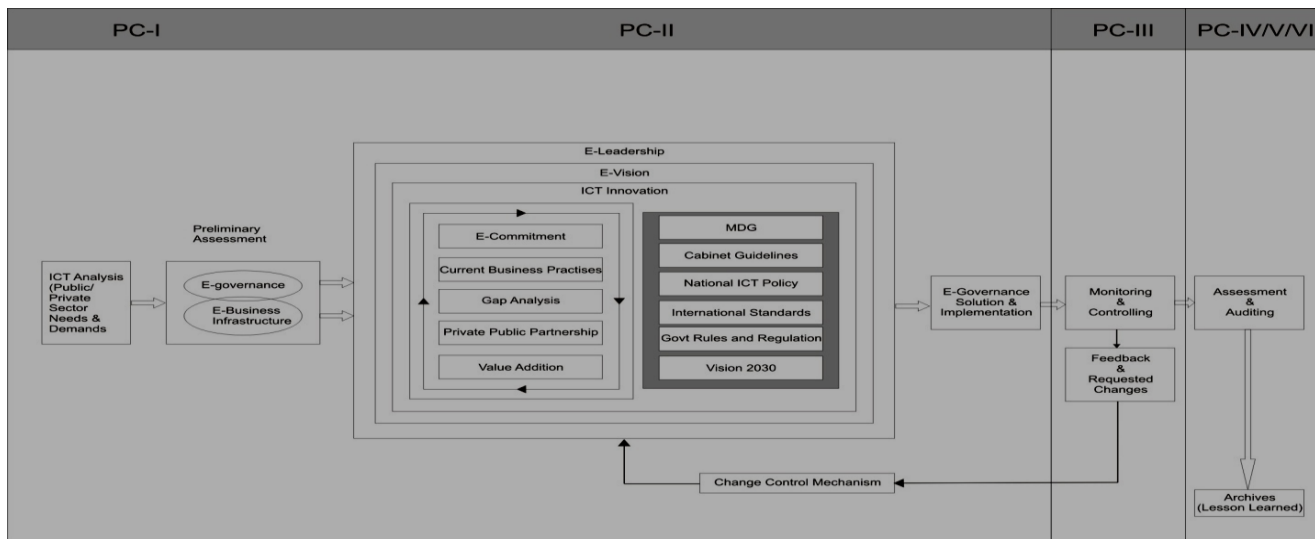 PC-I
PC-II
PC-III
PC-IV/V/VI
E-Leadership
E-Vision
ICT Innovation
Preliminary
Assessment
ICT Analysis
(Public/
Private
Sector
Needs &
Demands
E-governance
E-Business
Infrastructure
E-Commitment
Current Business Practises
Gap Analysis
Private Public Partnership
Value Addition
MDG
Cabinet Guidelines
National ICT Policy
International Standards
Govt Rules and Regulation
Vision 2030
E-Governance
Solution &
Implementation
Monitoring
&
Controlling
Feedback
&
Requested
Changes
Assessment
&
Auditing
Change Control Mechanism
Archives
(Lesson Learned)